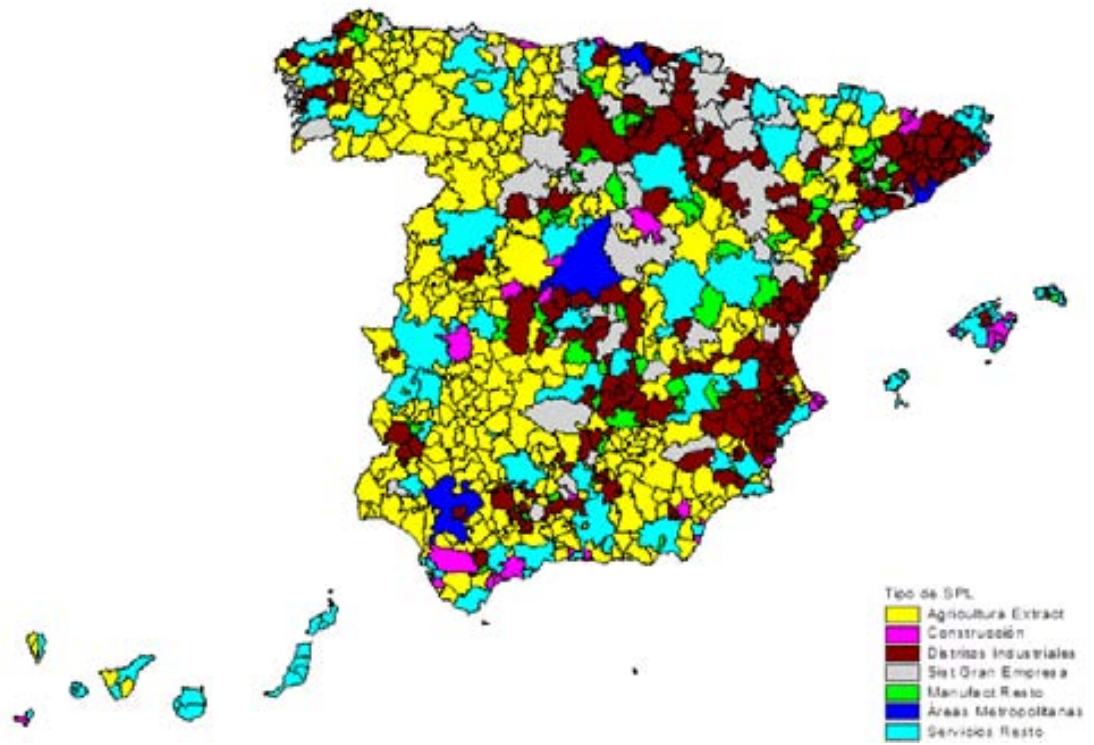 Tipo de SPL
Agricultura Extract
Construcción
Distritos Industriales
Sist Gran Empresa
Manufact Resto
Áreas Metropolitanas
Servicios Resto